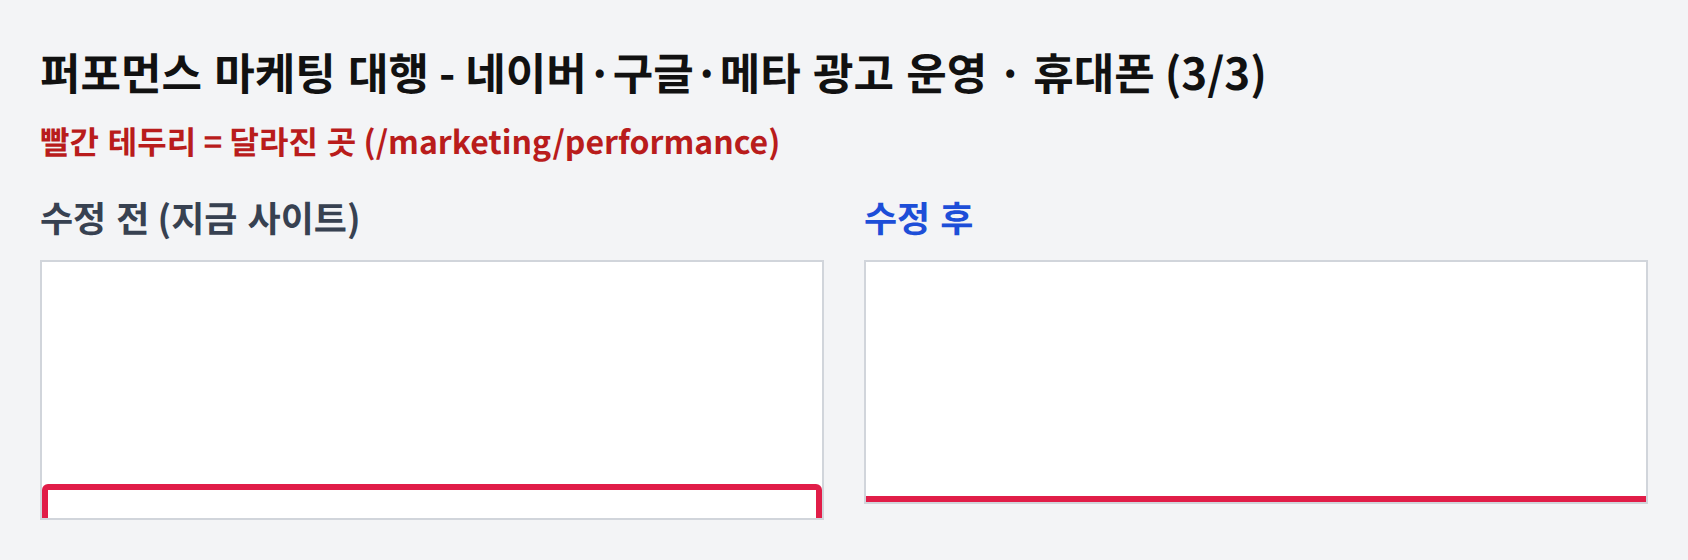 퍼포먼스 마케팅 대행 - 네이버·구글·메타 광고 운영 · 휴대폰 (3/3)
빨간 테두리 = 달라진 곳 (/marketing/performance)
수정 전 (지금 사이트)
수정 후